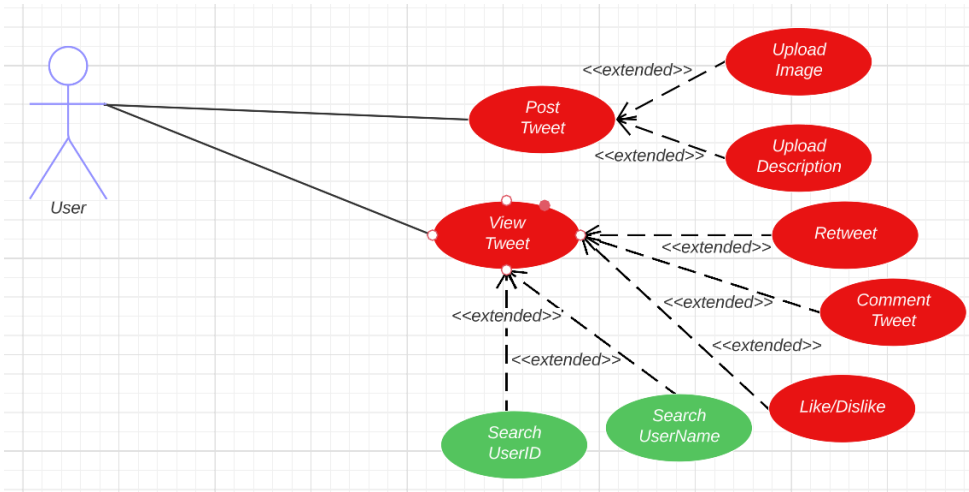 Upload
Image
<<extended>>
Post
Tweet
Upload
Description
<<extended>>
User
View
Tweet
Retweet
<<extended>>
Comment
Tweet
<<extended>>
<<extended>>
<<extended>>
<<extended>>
Like/Dislike
Search
UserID
Search
UserName